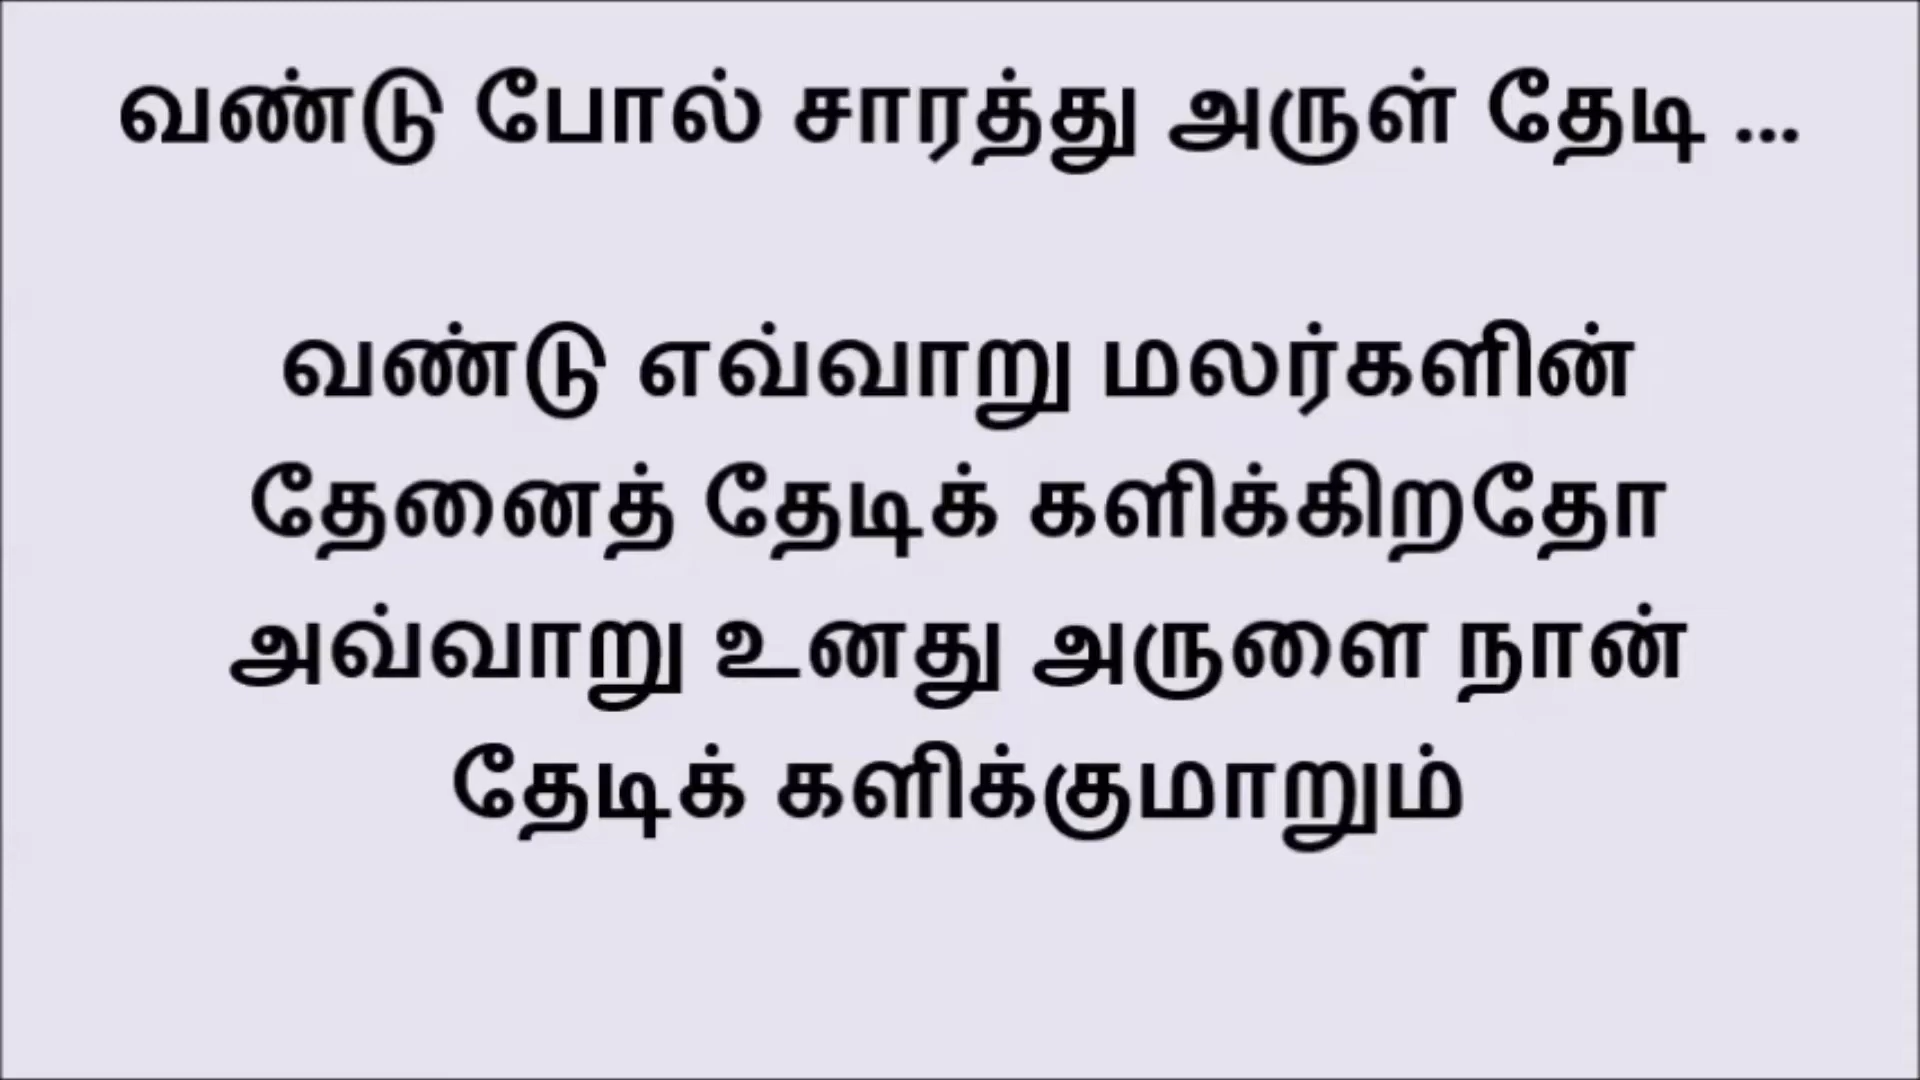 வண்டு போல் சாரத்து அருள் தேடி ...
வண்டு எவ்வாறு மலர்களின்
தேனைத் தேடிக் களிக்கிறதோ
அவ்வாறு உனது அருளை நான்
தேடிக் களிக்குமாறும்